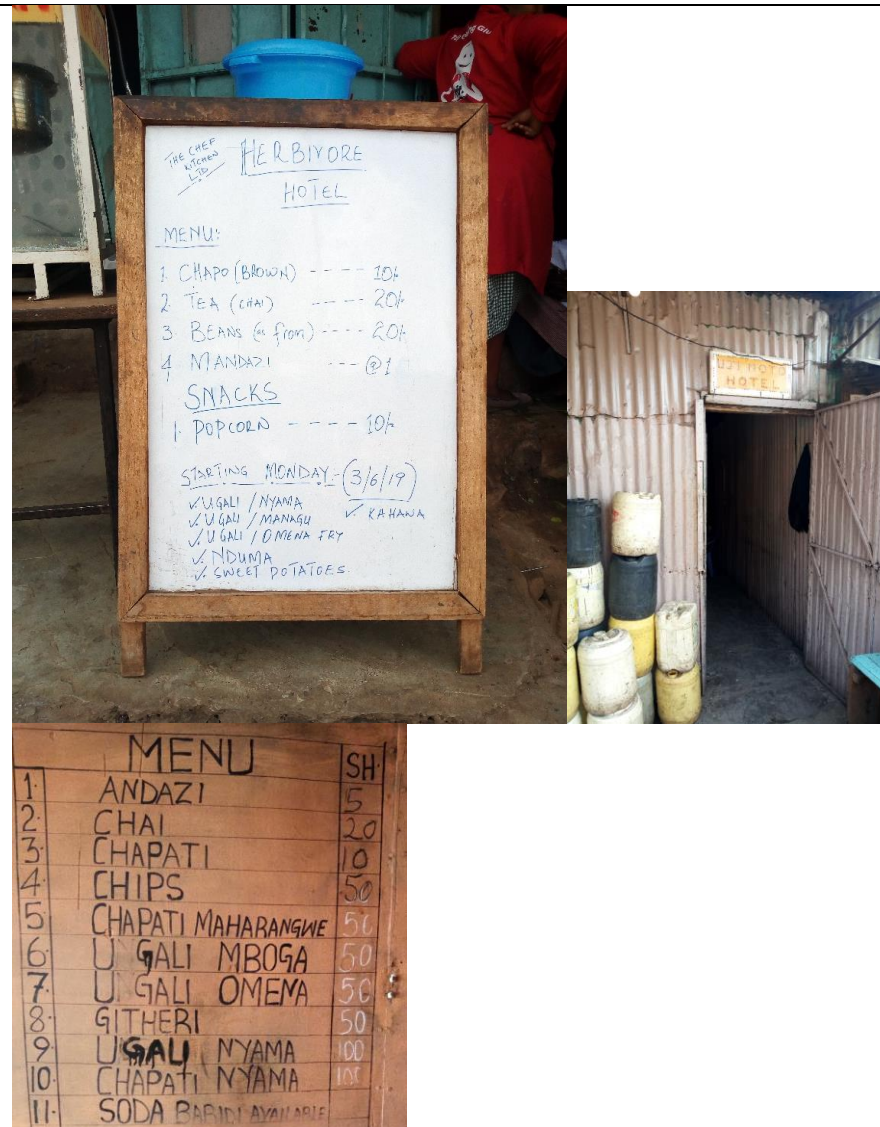 THE CHEF
KITCHEN
LTD
HERBIVORE
HOTEL
MENU:
1. CHAPO (BROWN) ---- 10/-
2. TEA (CHAI) ---- 20/-
3. BEANS (as from) ---- 20/-
4. MANDAZI --- @1
SNACKS
1. POPCORN ---- 10/-
STARTING MONDAY:- (3/6/19)
✓ UGALI / NYAMA
✓ KAHAWA
✓ UGALI / MANAGU
✓ UGALI / OMENA FRY
✓ NDUMA
✓ SWEET POTATOES
UJI MOTO
HOTEL
MENU SH
1. ANDAZI 5
2. CHAI 20
3. CHAPATI 10
4. CHIPS 50
5. CHAPATI MAHARANGWE 50
6. UGALI MBOGA 50
7. UGALI OMENA 50
8. GITHERI 50
9. UGALI NYAMA 100
10. CHAPATI NYAMA 100
11. SODA BARIDI AVAILABLE